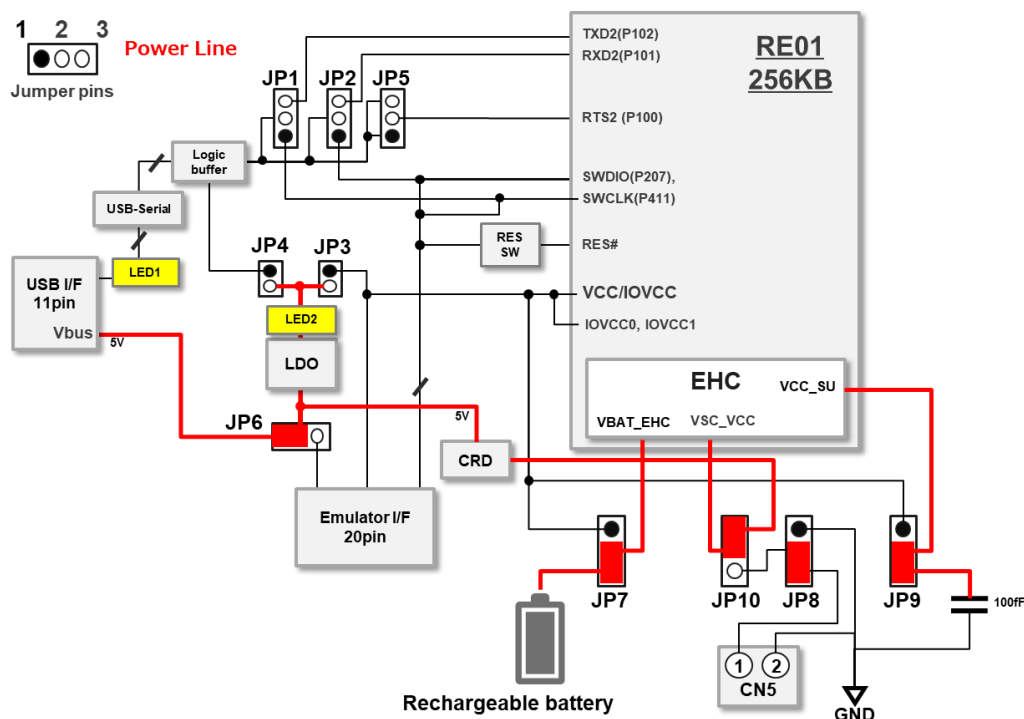 1 2 3
Power Line
Jumper pins
TXD2(P102)
RXD2(P101)
RE01
256KB
JP1
JP2
JP5
RTS2 (P100)
Logic
buffer
SWDIO(P207),
SWCLK(P411)
USB-Serial
RES
SW
RES#
JP4
JP3
LED1
USB I/F
11pin
Vbus
5V
VCC/IOVCC
IOVCC0, IOVCC1
LED2
LDO
EHC
VCC_SU
VBAT_EHC
VSC_VCC
JP6
5V
CRD
Emulator I/F
20pin
JP7
JP10
JP8
JP9
100fF
1
2
CN5
Rechargeable battery
GND